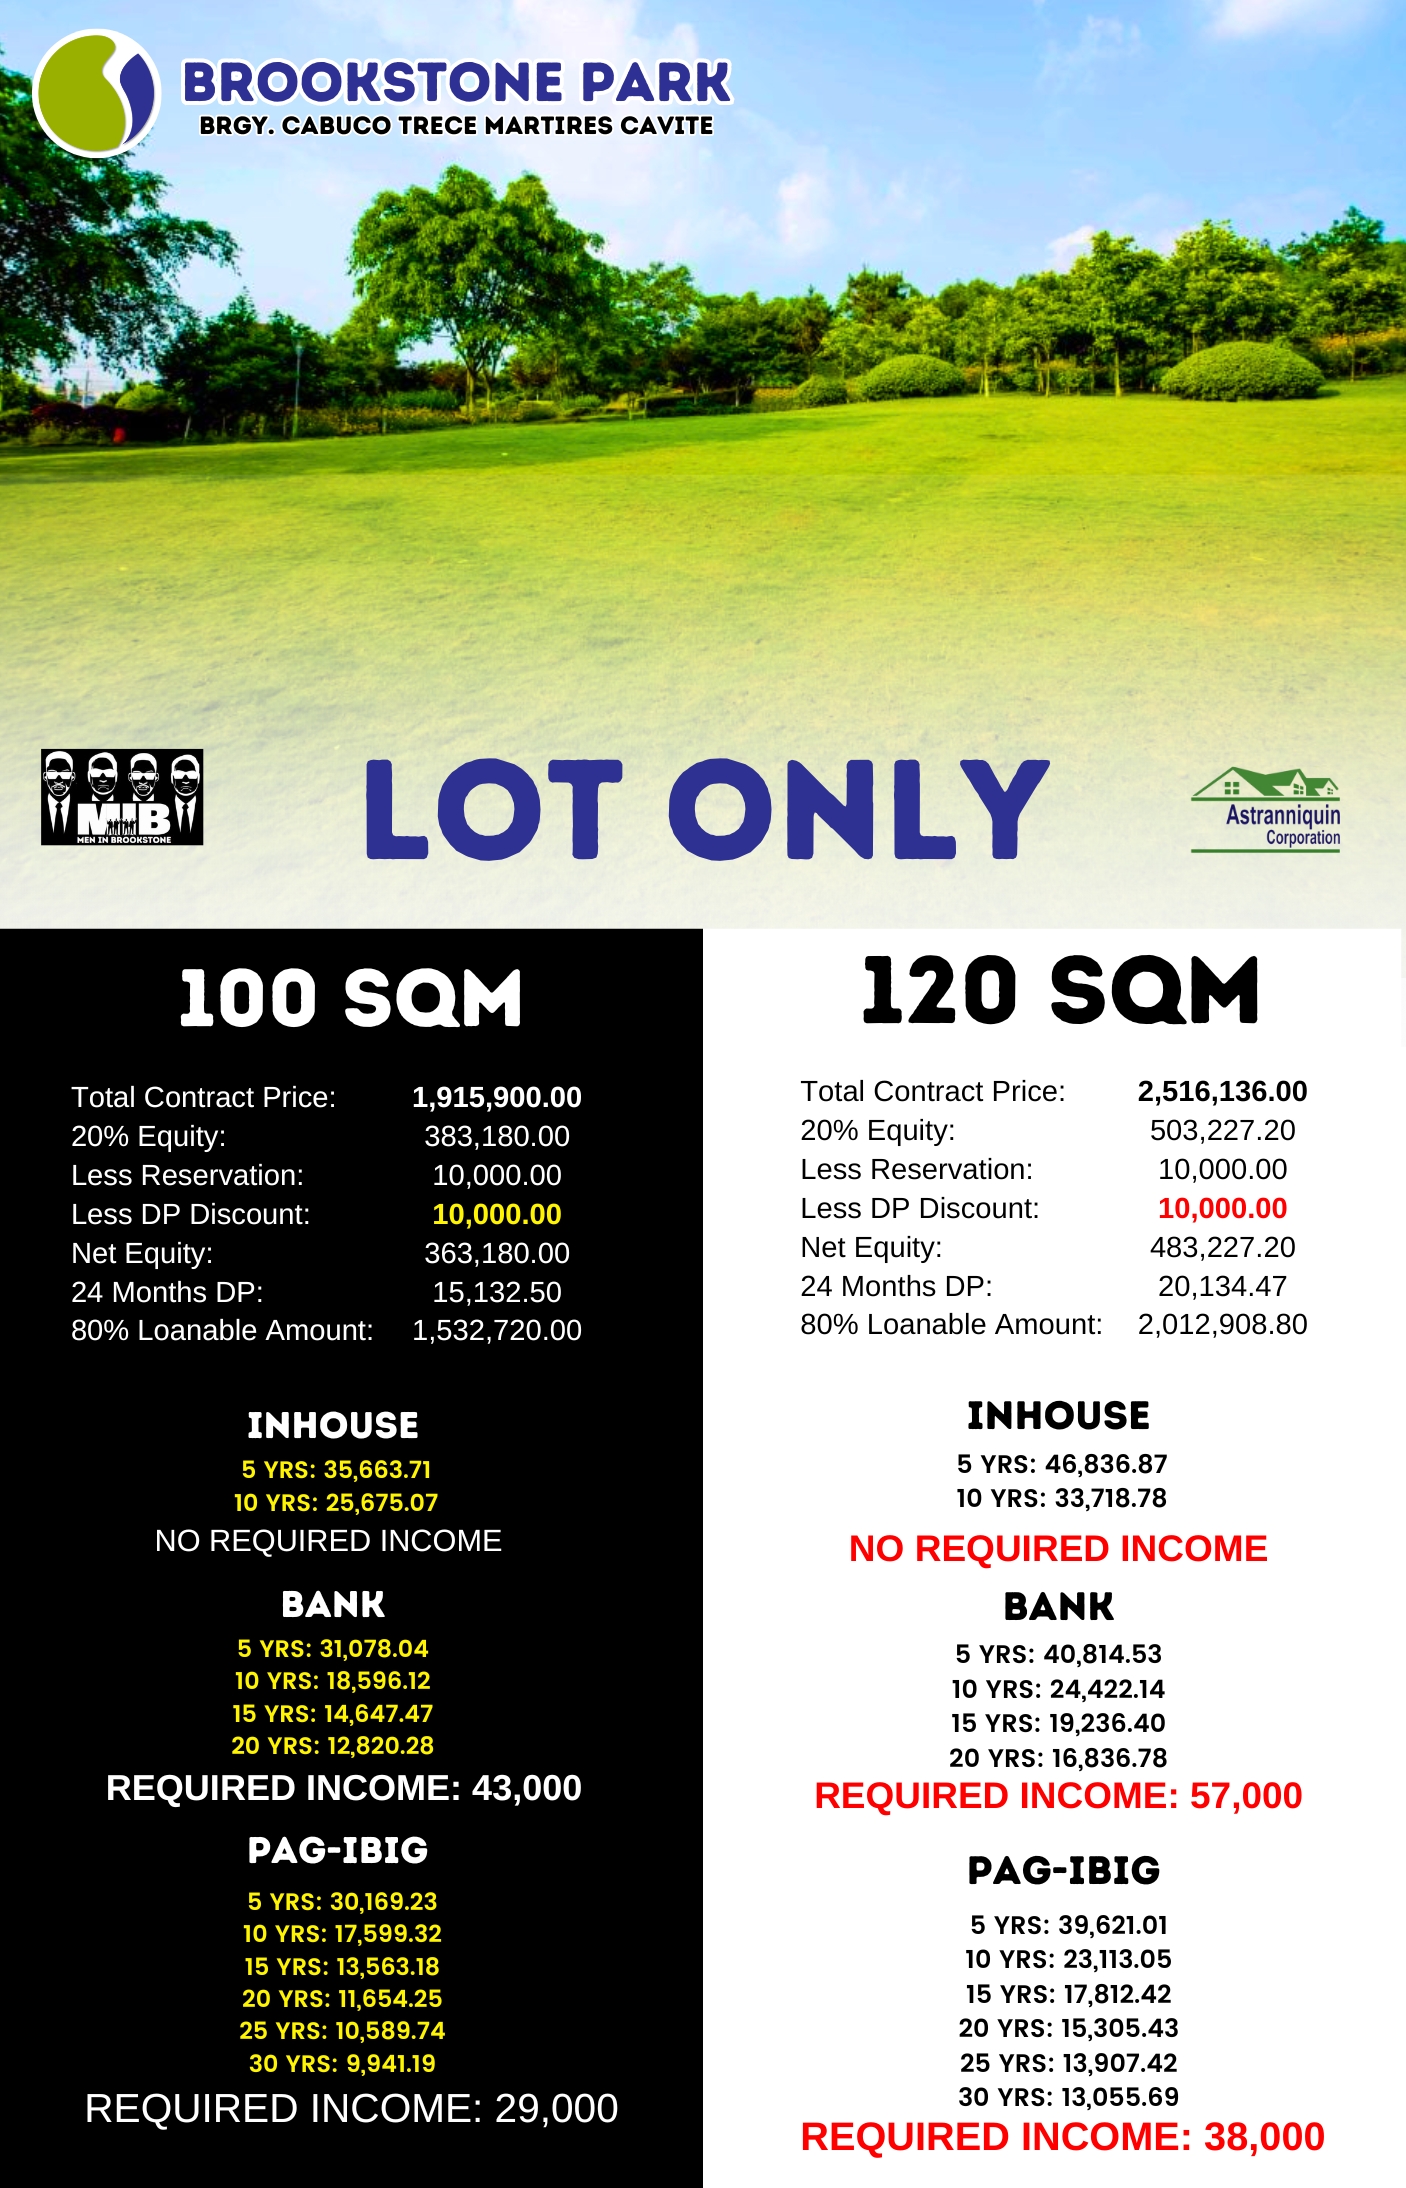 BROOKSTONE PARK
BRGY. CABUCO TRECE MARTIRES CAVITE
MIB
MEN IN BROOKSTONE
LOT ONLY
Astranniquin
Corporation
100 SQM
Total Contract Price: 1,915,900.00
20% Equity: 383,180.00
Less Reservation: 10,000.00
Less DP Discount: 10,000.00
Net Equity: 363,180.00
24 Months DP: 15,132.50
80% Loanable Amount: 1,532,720.00
INHOUSE
5 YRS: 35,663.71
10 YRS: 25,675.07
NO REQUIRED INCOME
BANK
5 YRS: 31,078.04
10 YRS: 18,596.12
15 YRS: 14,647.47
20 YRS: 12,820.28
REQUIRED INCOME: 43,000
PAG-IBIG
5 YRS: 30,169.23
10 YRS: 17,599.32
15 YRS: 13,563.18
20 YRS: 11,654.25
25 YRS: 10,589.74
30 YRS: 9,941.19
REQUIRED INCOME: 29,000
120 SQM
Total Contract Price: 2,516,136.00
20% Equity: 503,227.20
Less Reservation: 10,000.00
Less DP Discount: 10,000.00
Net Equity: 483,227.20
24 Months DP: 20,134.47
80% Loanable Amount: 2,012,908.80
INHOUSE
5 YRS: 46,836.87
10 YRS: 33,718.78
NO REQUIRED INCOME
BANK
5 YRS: 40,814.53
10 YRS: 24,422.14
15 YRS: 19,236.40
20 YRS: 16,836.78
REQUIRED INCOME: 57,000
PAG-IBIG
5 YRS: 39,621.01
10 YRS: 23,113.05
15 YRS: 17,812.42
20 YRS: 15,305.43
25 YRS: 13,907.42
30 YRS: 13,055.69
REQUIRED INCOME: 38,000